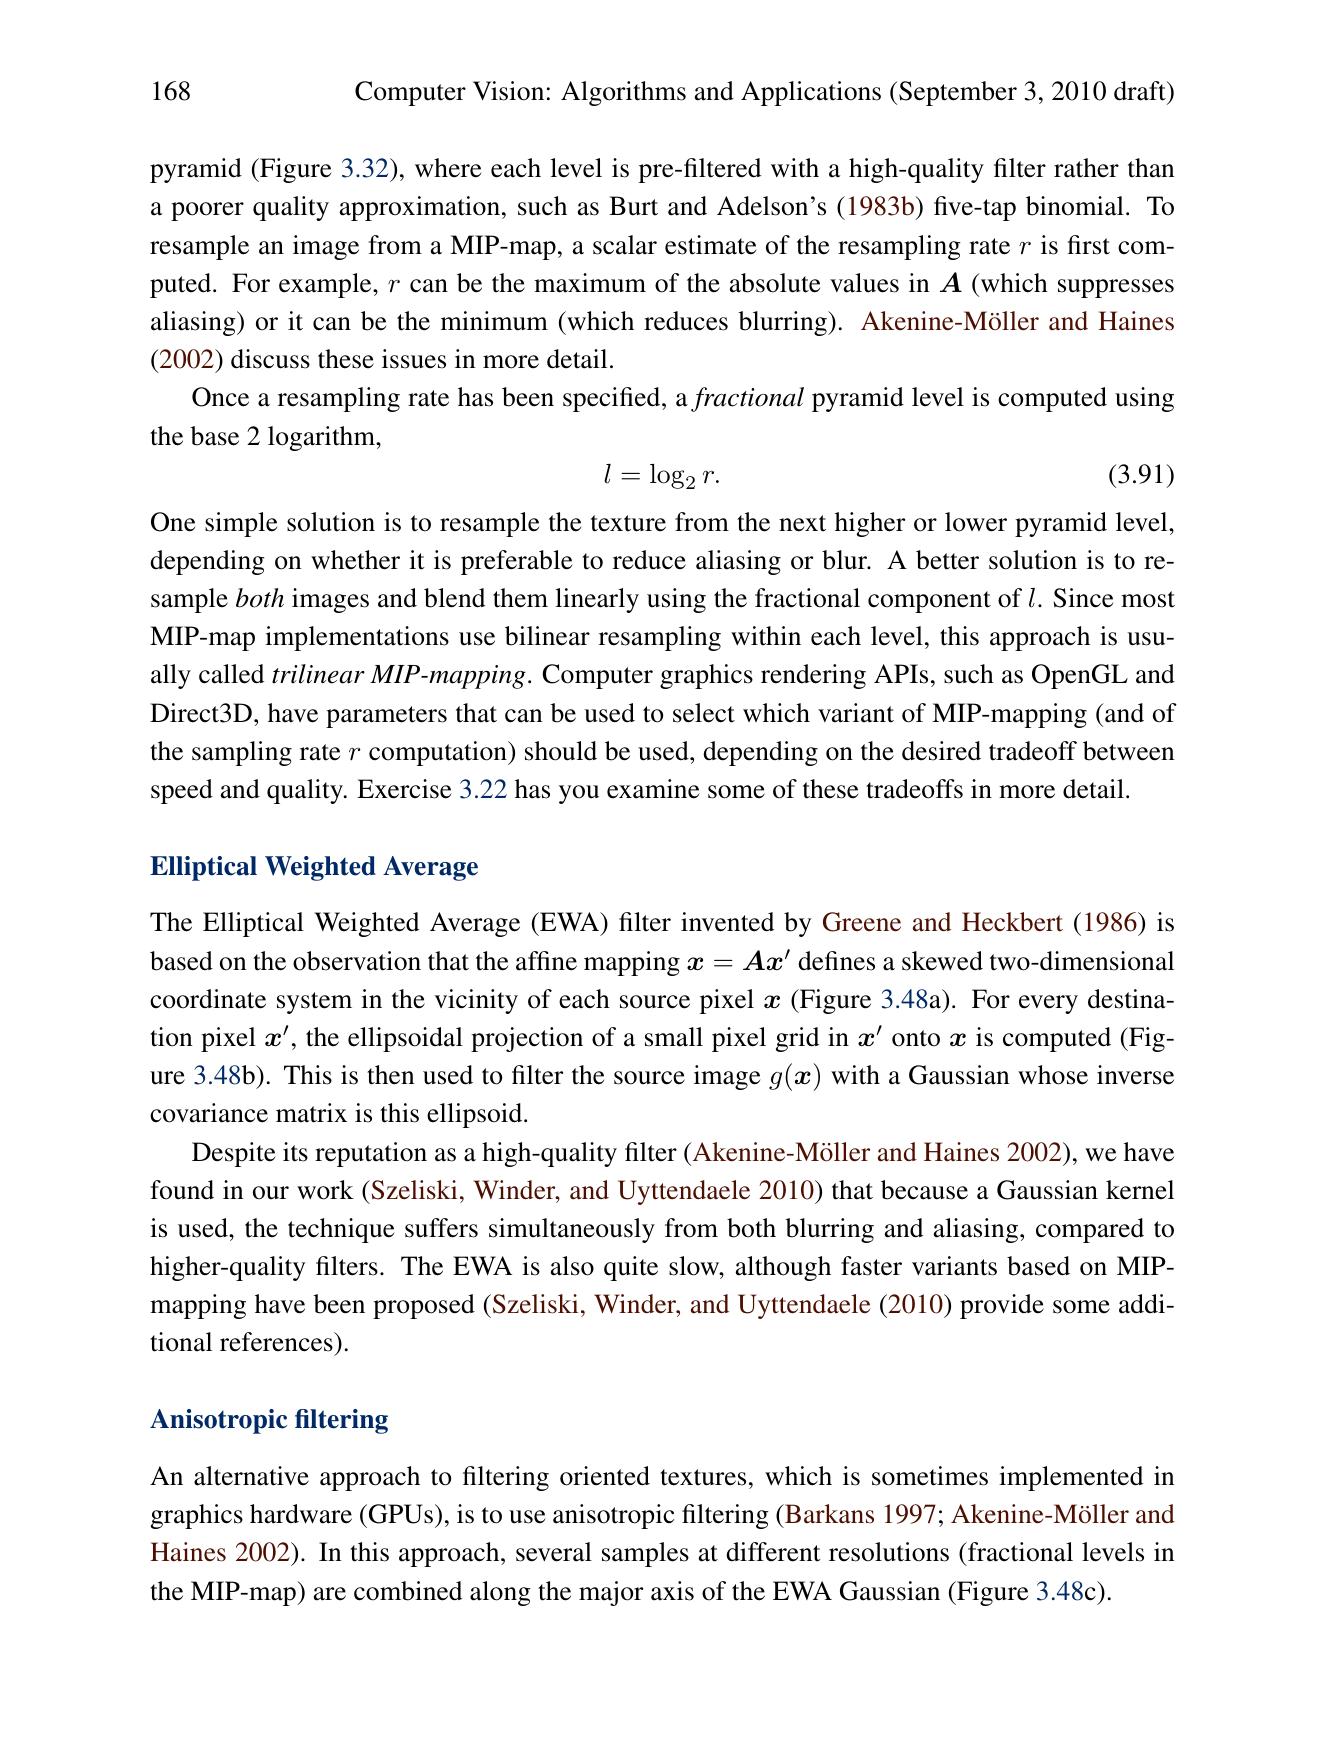 168 Computer Vision: Algorithms and Applications (September 3, 2010 draft)
pyramid (Figure 3.32), where each level is pre-filtered with a high-quality filter rather than
a poorer quality approximation, such as Burt and Adelson's (1983b) five-tap binomial. To
resample an image from a MIP-map, a scalar estimate of the resampling rate r is first com-
puted. For example, r can be the maximum of the absolute values in A (which suppresses
aliasing) or it can be the minimum (which reduces blurring). Akenine-Möller and Haines
(2002) discuss these issues in more detail.
Once a resampling rate has been specified, a fractional pyramid level is computed using
the base 2 logarithm,
l = log₂ r. (3.91)
One simple solution is to resample the texture from the next higher or lower pyramid level,
depending on whether it is preferable to reduce aliasing or blur. A better solution is to re-
sample both images and blend them linearly using the fractional component of l. Since most
MIP-map implementations use bilinear resampling within each level, this approach is usu-
ally called trilinear MIP-mapping. Computer graphics rendering APIs, such as OpenGL and
Direct3D, have parameters that can be used to select which variant of MIP-mapping (and of
the sampling rate r computation) should be used, depending on the desired tradeoff between
speed and quality. Exercise 3.22 has you examine some of these tradeoffs in more detail.
Elliptical Weighted Average
The Elliptical Weighted Average (EWA) filter invented by Greene and Heckbert (1986) is
based on the observation that the affine mapping x = Ax′ defines a skewed two-dimensional
coordinate system in the vicinity of each source pixel x (Figure 3.48a). For every destina-
tion pixel x′, the ellipsoidal projection of a small pixel grid in x′ onto x is computed (Fig-
ure 3.48b). This is then used to filter the source image g(x) with a Gaussian whose inverse
covariance matrix is this ellipsoid.
Despite its reputation as a high-quality filter (Akenine-Möller and Haines 2002), we have
found in our work (Szeliski, Winder, and Uyttendaele 2010) that because a Gaussian kernel
is used, the technique suffers simultaneously from both blurring and aliasing, compared to
higher-quality filters. The EWA is also quite slow, although faster variants based on MIP-
mapping have been proposed (Szeliski, Winder, and Uyttendaele (2010) provide some addi-
tional references).
Anisotropic filtering
An alternative approach to filtering oriented textures, which is sometimes implemented in
graphics hardware (GPUs), is to use anisotropic filtering (Barkans 1997; Akenine-Möller and
Haines 2002). In this approach, several samples at different resolutions (fractional levels in
the MIP-map) are combined along the major axis of the EWA Gaussian (Figure 3.48c).